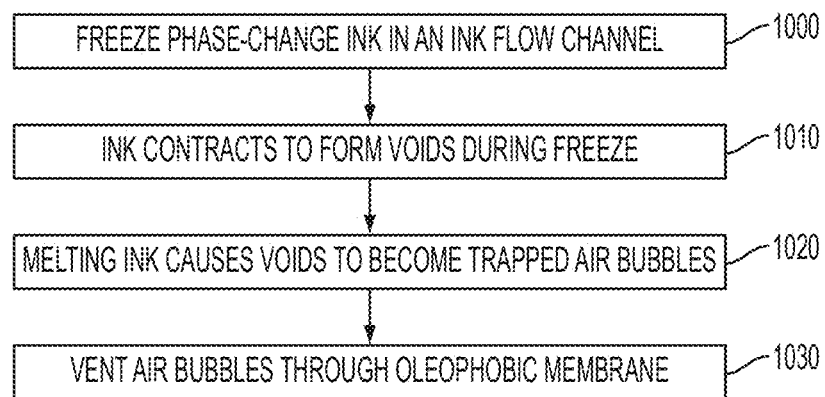 FREEZE PHASE-CHANGE INK IN AN INK FLOW CHANNEL
1000
INK CONTRACTS TO FORM VOIDS DURING FREEZE
1010
MELTING INK CAUSES VOIDS TO BECOME TRAPPED AIR BUBBLES
1020
VENT AIR BUBBLES THROUGH OLEOPHOBIC MEMBRANE
1030